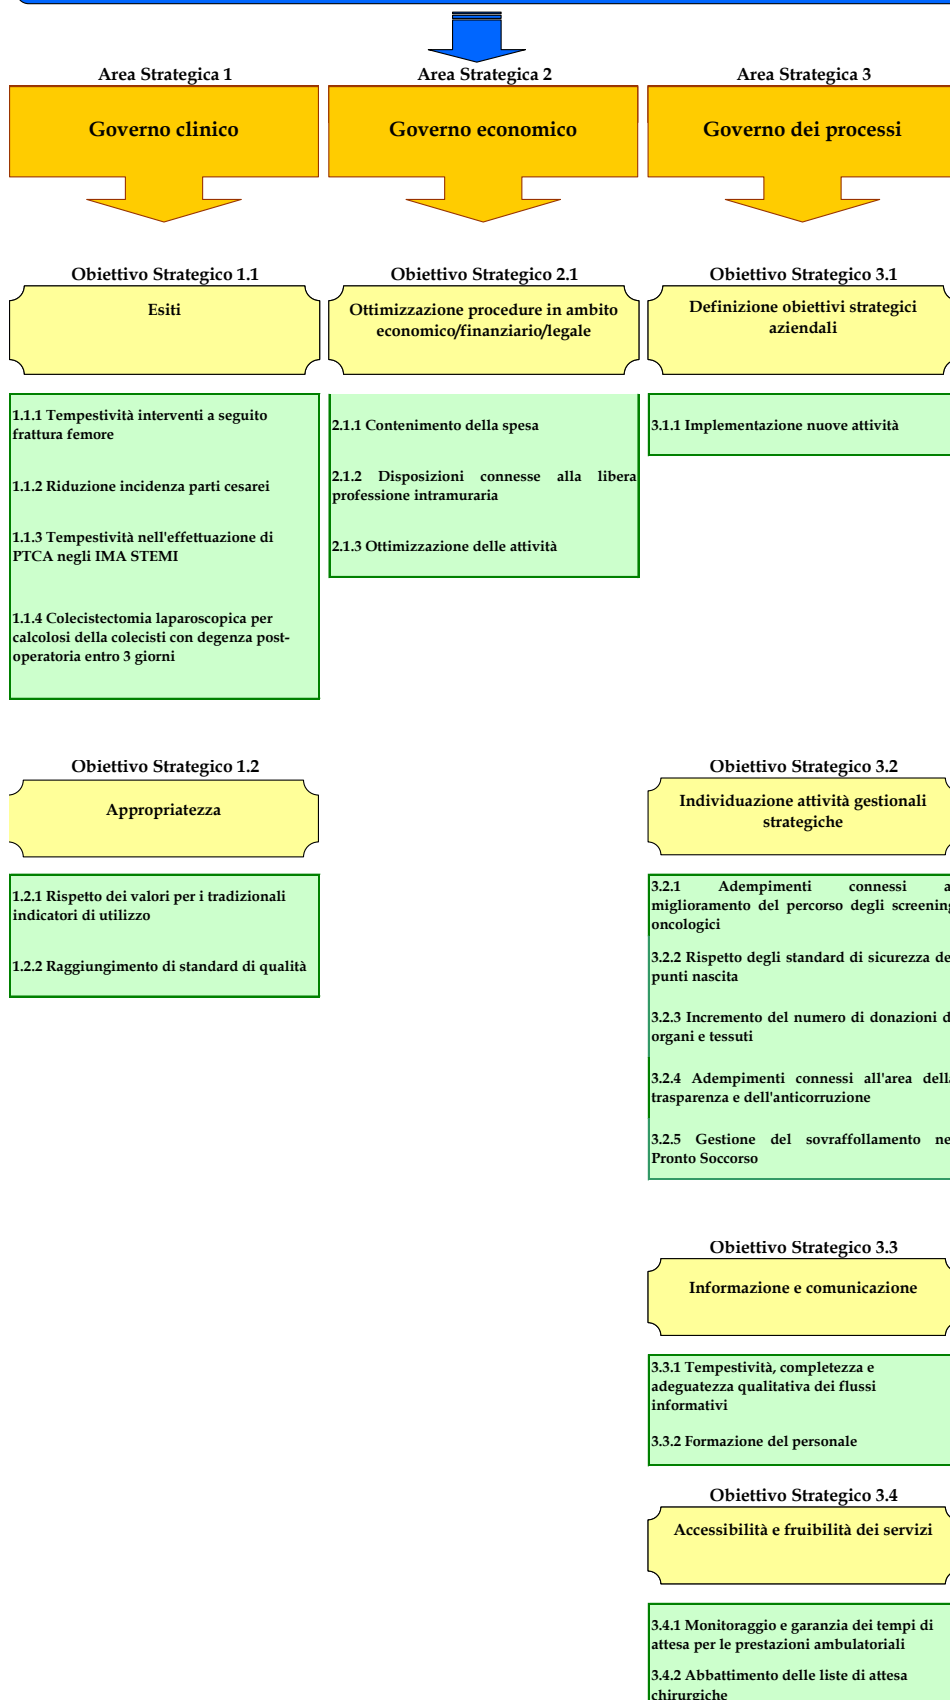 Area Strategica 1
Governo clinico
Obiettivo Strategico 1.1
Esiti
1.1.1 Tempestività interventi a seguito
frattura femore
1.1.2 Riduzione incidenza parti cesarei
1.1.3 Tempestività nell'effettuazione di
PTCA negli IMA STEMI
1.1.4 Colecistectomia laparoscopica per
calcolosi della colecisti con degenza post-
operatoria entro 3 giorni
Obiettivo Strategico 1.2
Appropriatezza
1.2.1 Rispetto dei valori per i tradizionali
indicatori di utilizzo
1.2.2 Raggiungimento di standard di qualità
Area Strategica 2
Governo economico
Obiettivo Strategico 2.1
Ottimizzazione procedure in ambito
economico/finanziario/legale
2.1.1 Contenimento della spesa
2.1.2 Disposizioni connesse alla libera
professione intramuraria
2.1.3 Ottimizzazione delle attività
Area Strategica 3
Governo dei processi
Obiettivo Strategico 3.1
Definizione obiettivi strategici
aziendali
3.1.1 Implementazione nuove attività
Obiettivo Strategico 3.2
Individuazione attività gestionali
strategiche
3.2.1 Adempimenti connessi a
miglioramento del percorso degli screening
oncologici
3.2.2 Rispetto degli standard di sicurezza de
punti nascita
3.2.3 Incremento del numero di donazioni d
organi e tessuti
3.2.4 Adempimenti connessi all'area della
trasparenza e dell'anticorruzione
3.2.5 Gestione del sovraffollamento ne
Pronto Soccorso
Obiettivo Strategico 3.3
Informazione e comunicazione
3.3.1 Tempestività, completezza e
adeguatezza qualitativa dei flussi
informativi
3.3.2 Formazione del personale
Obiettivo Strategico 3.4
Accessibilità e fruibilità dei servizi
3.4.1 Monitoraggio e garanzia dei tempi di
attesa per le prestazioni ambulatoriali
3.4.2 Abbattimento delle liste di attesa
chirurgiche